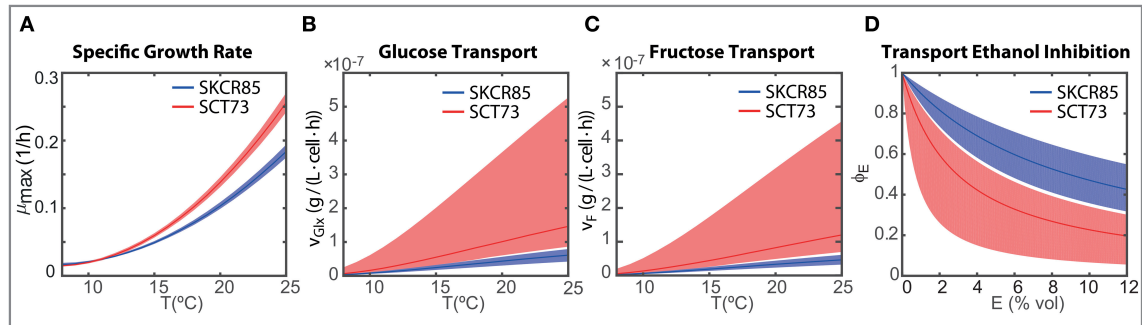 A
Specific Growth Rate
μmax (1/h)
0.3
0.20
0.1
0
10
15
20
25
T(ºC)
SKCR85
SCT73
B
Glucose Transport
×10⁻⁷
vGlx (g / (L· cell · h))
5
4
3
2
1
0
10
15
20
25
T(ºC)
SKCR85
SCT73
C
Fructose Transport
×10⁻⁷
vF (g / (L· cell · h))
5
4
3
2
1
0
10
15
20
25
T(ºC)
SKCR85
SCT73
D
Transport Ethanol Inhibition
ϕE
1
0.8
0.6
0.4
0.2
0
0
2
4
6
8
10
12
E (% vol)
SKCR85
SCT73